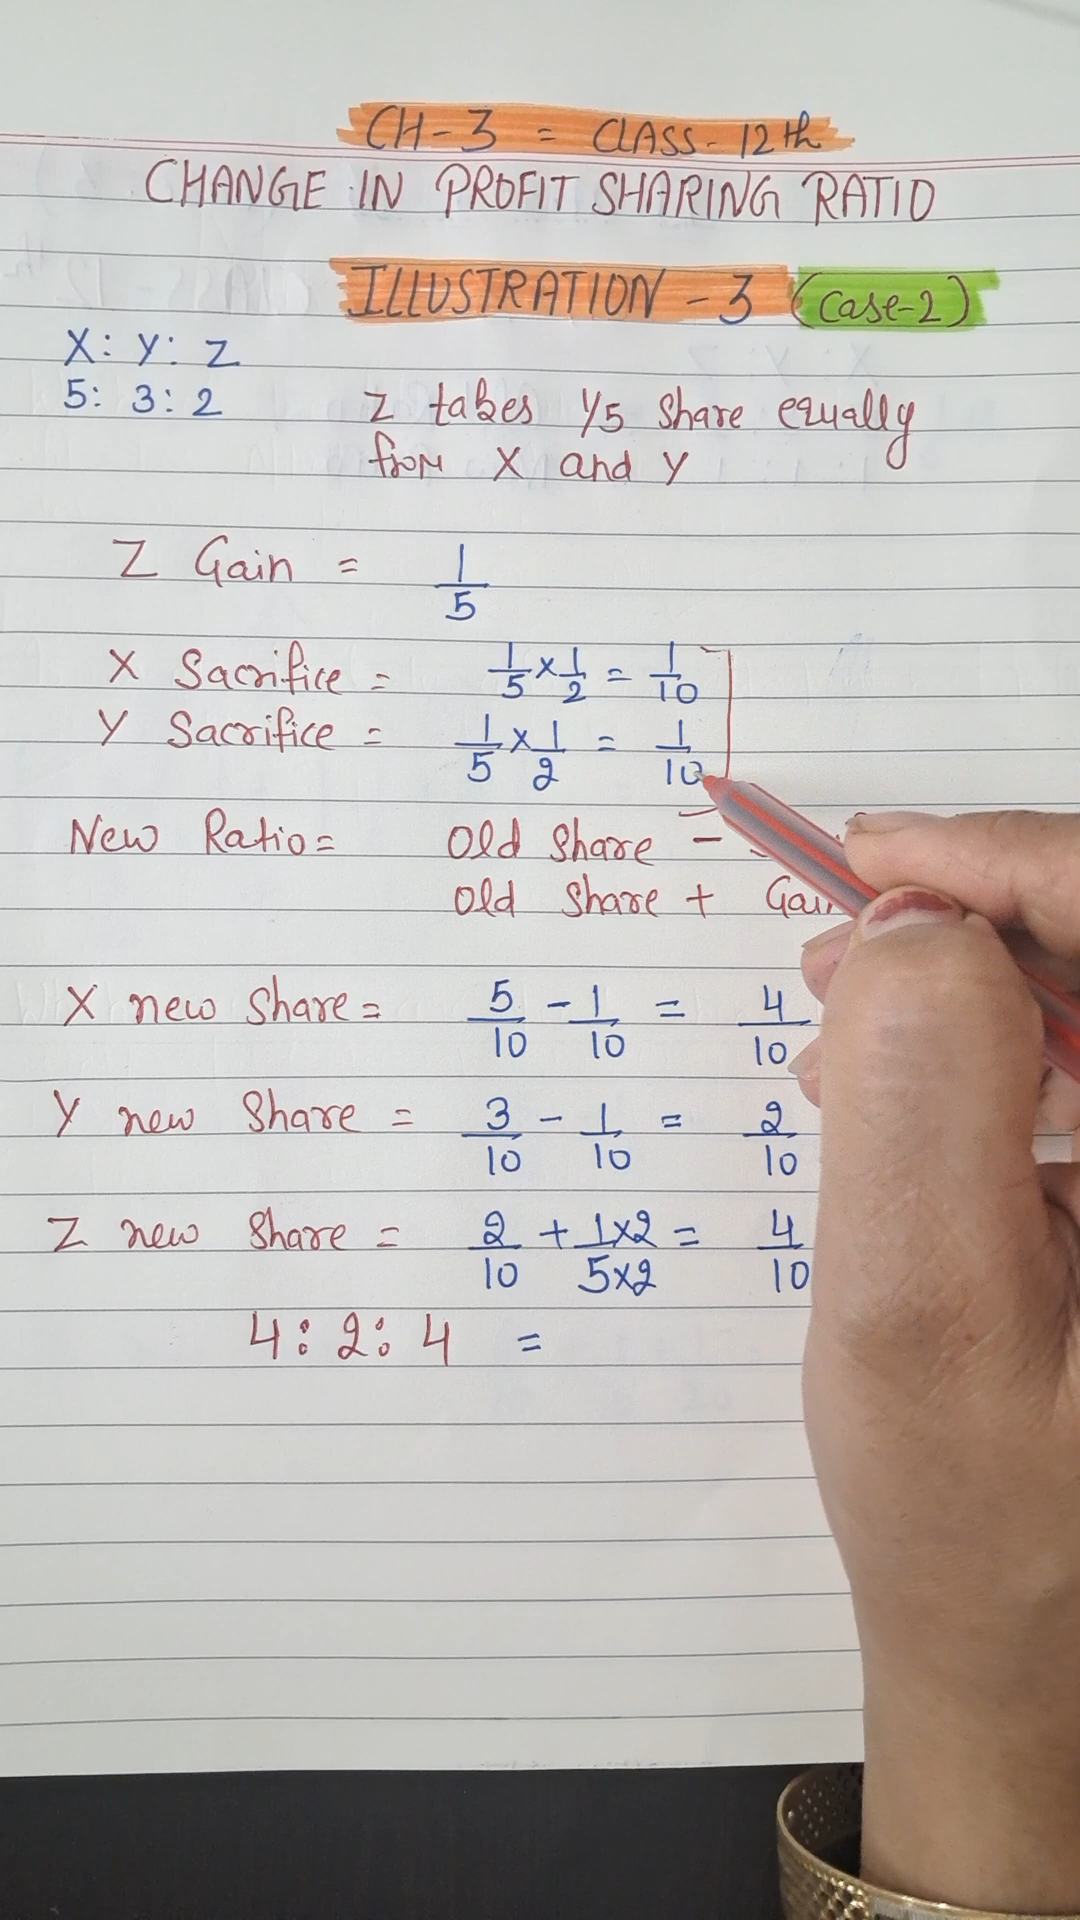 CH-3 = CLASS-12th
CHANGE IN PROFIT SHARING RATIO
ILLUSTRATION-3 (Case-2)
X: Y: Z
5: 3: 2
Z takes 1/5 Share equally
from X and Y
Z Gain = 1/5
X Sacrifice = 1/5 × 1/2 = 1/10
Y Sacrifice = 1/5 × 1/2 = 1/10
New Ratio = Old Share -
Old Share + Gain
X new Share = 5/10 - 1/10 = 4/10
Y new Share = 3/10 - 1/10 = 2/10
Z new Share = 2/10 + 1×2/5×2 = 4/10
4: 2: 4 =